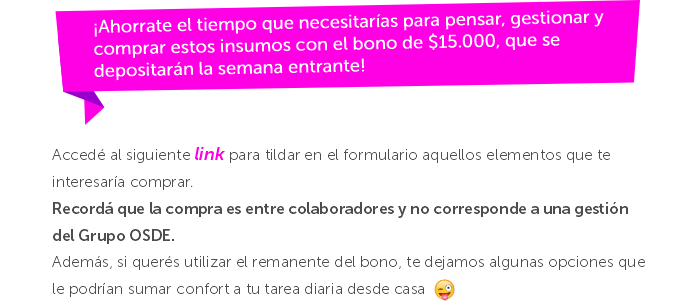 ¡Ahorrate el tiempo que necesitarías para pensar, gestionar y
comprar estos insumos con el bono de $15.000, que se
depositarán la semana entrante!
Accedé al siguiente link para tildar en el formulario aquellos elementos que te
interesaría comprar.
Recordá que la compra es entre colaboradores y no corresponde a una gestión
del Grupo OSDE.
Además, si querés utilizar el remanente del bono, te dejamos algunas opciones que
le podrían sumar confort a tu tarea diaria desde casa 😜